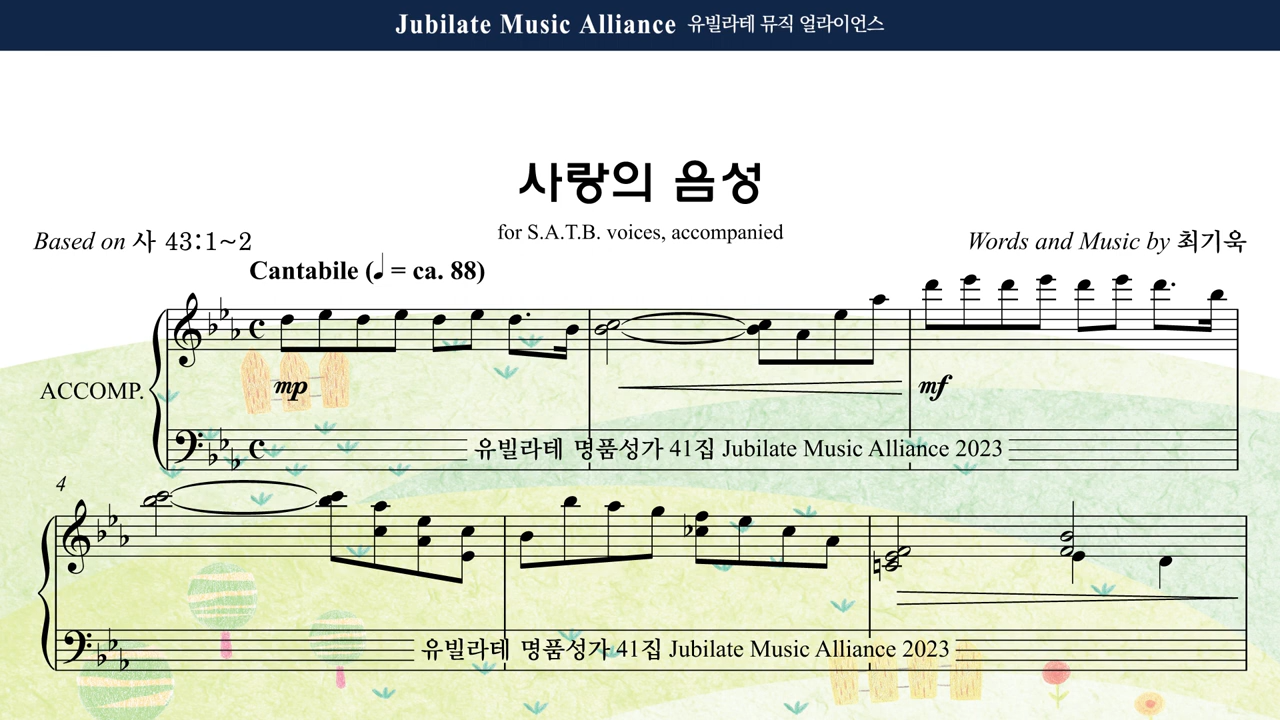 Jubilate Music Alliance 유빌라테 뮤직 얼라이언스
사랑의 음성
for S.A.T.B. voices, accompanied
Based on 사 43:1~2
Words and Music by 최기욱
Cantabile (♩ = ca. 88)
ACCOMP.
mp
mf
유빌라테 명품성가 41집 Jubilate Music Alliance 2023
4
유빌라테 명품성가 41집 Jubilate Music Alliance 2023